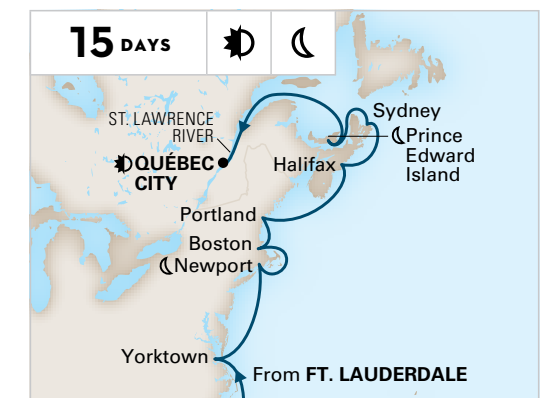 15 DAYS
Sydney
ST. LAWRENCE
RIVER
Prince
Edward
Island
QUÉBEC
CITY
Halifax
Portland
Boston
Newport
Yorktown
From FT. LAUDERDALE